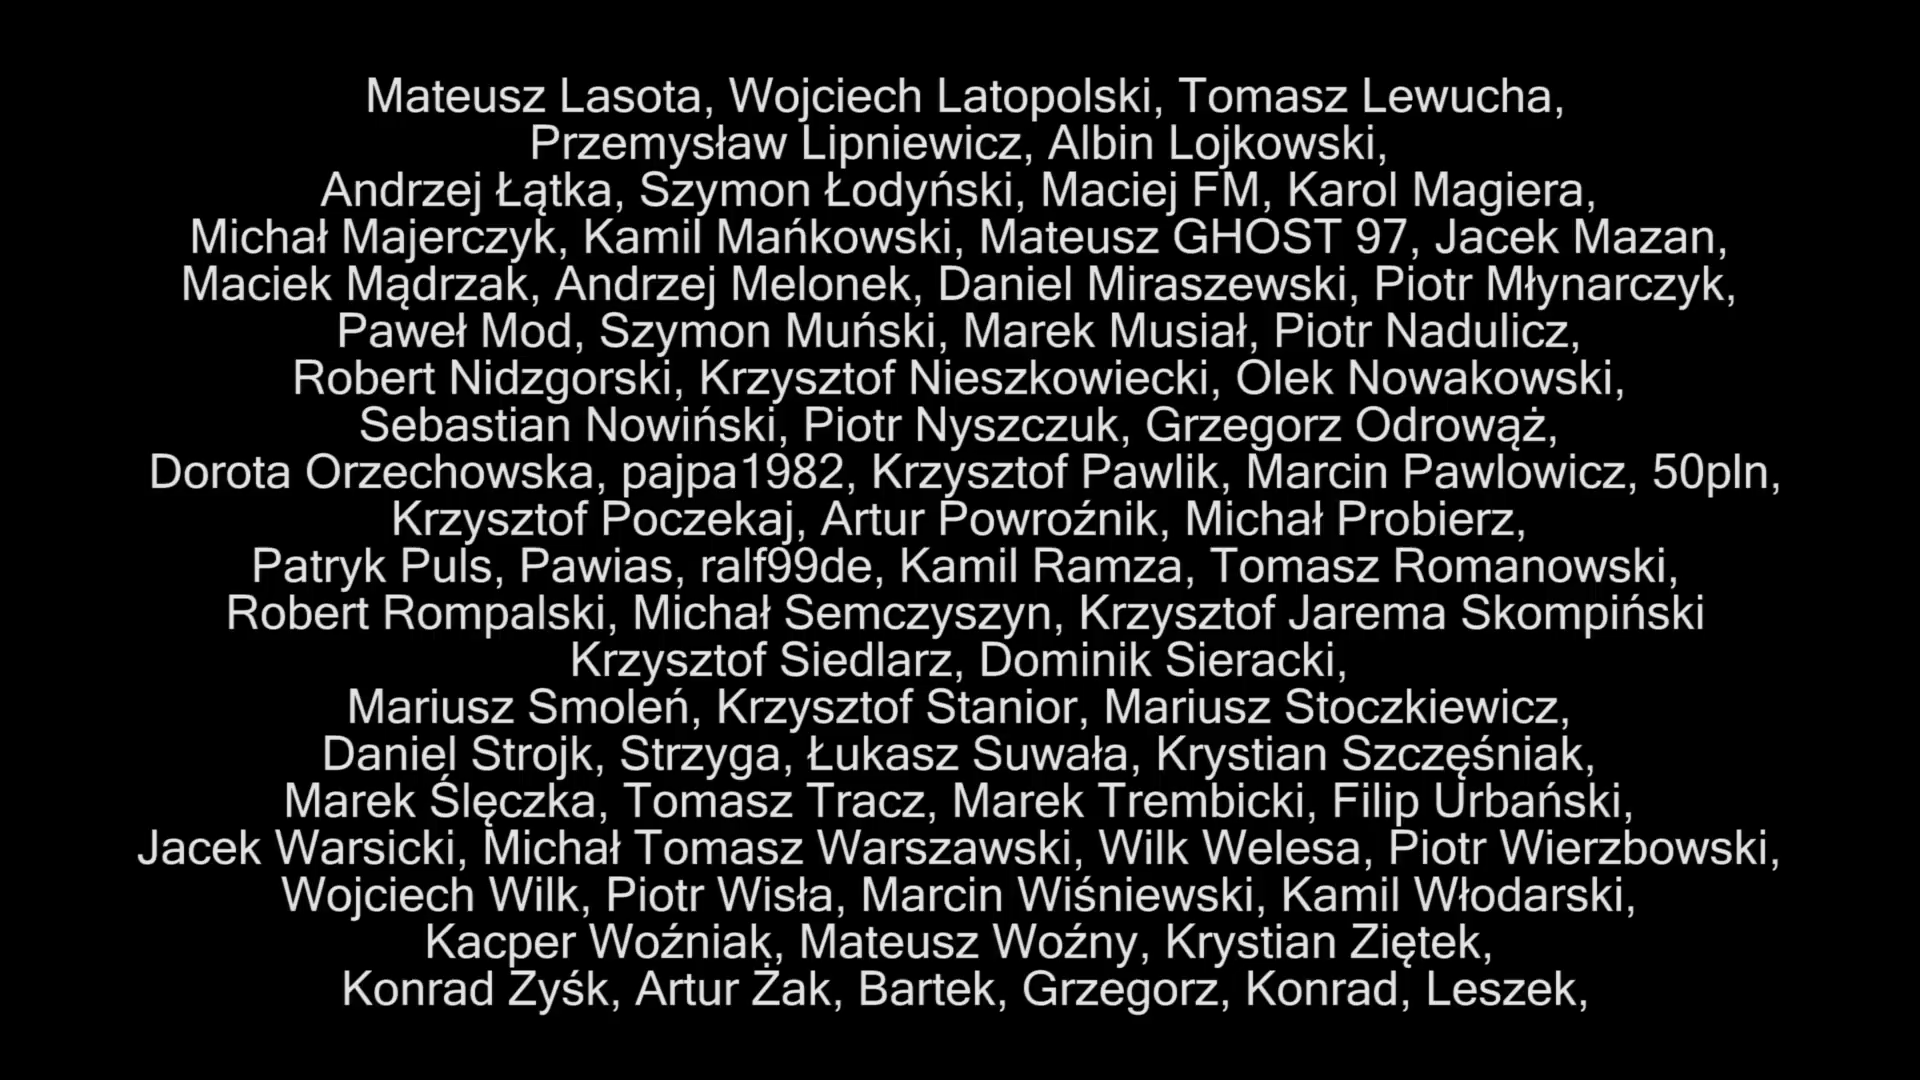 Mateusz Lasota, Wojciech Latopolski, Tomasz Lewucha,
Przemysław Lipniewicz, Albin Lojkowski,
Andrzej Łątka, Szymon Łodyński, Maciej FM, Karol Magiera,
Michał Majerczyk, Kamil Mańkowski, Mateusz GHOST 97, Jacek Mazan,
Maciek Mądrzak, Andrzej Melonek, Daniel Miraszewski, Piotr Młynarczyk,
Paweł Mod, Szymon Muński, Marek Musiał, Piotr Nadulicz,
Robert Nidzgorski, Krzysztof Nieszkowiecki, Olek Nowakowski,
Sebastian Nowiński, Piotr Nyszczuk, Grzegorz Odrowąż,
Dorota Orzechowska, pajpa1982, Krzysztof Pawlik, Marcin Pawlowicz, 50pln,
Krzysztof Poczekaj, Artur Powroźnik, Michał Probierz,
Patryk Puls, Pawias, ralf99de, Kamil Ramza, Tomasz Romanowski,
Robert Rompalski, Michał Semczyszyn, Krzysztof Jarema Skompiński
Krzysztof Siedlarz, Dominik Sieracki,
Mariusz Smoleń, Krzysztof Stanior, Mariusz Stoczkiewicz,
Daniel Strojk, Strzyga, Łukasz Suwała, Krystian Szczęśniak,
Marek Ślęczka, Tomasz Tracz, Marek Trembicki, Filip Urbański,
Jacek Warsicki, Michał Tomasz Warszawski, Wilk Welesa, Piotr Wierzbowski,
Wojciech Wilk, Piotr Wisła, Marcin Wiśniewski, Kamil Włodarski,
Kacper Woźniak, Mateusz Woźny, Krystian Ziętek,
Konrad Zyśk, Artur Żak, Bartek, Grzegorz, Konrad, Leszek,